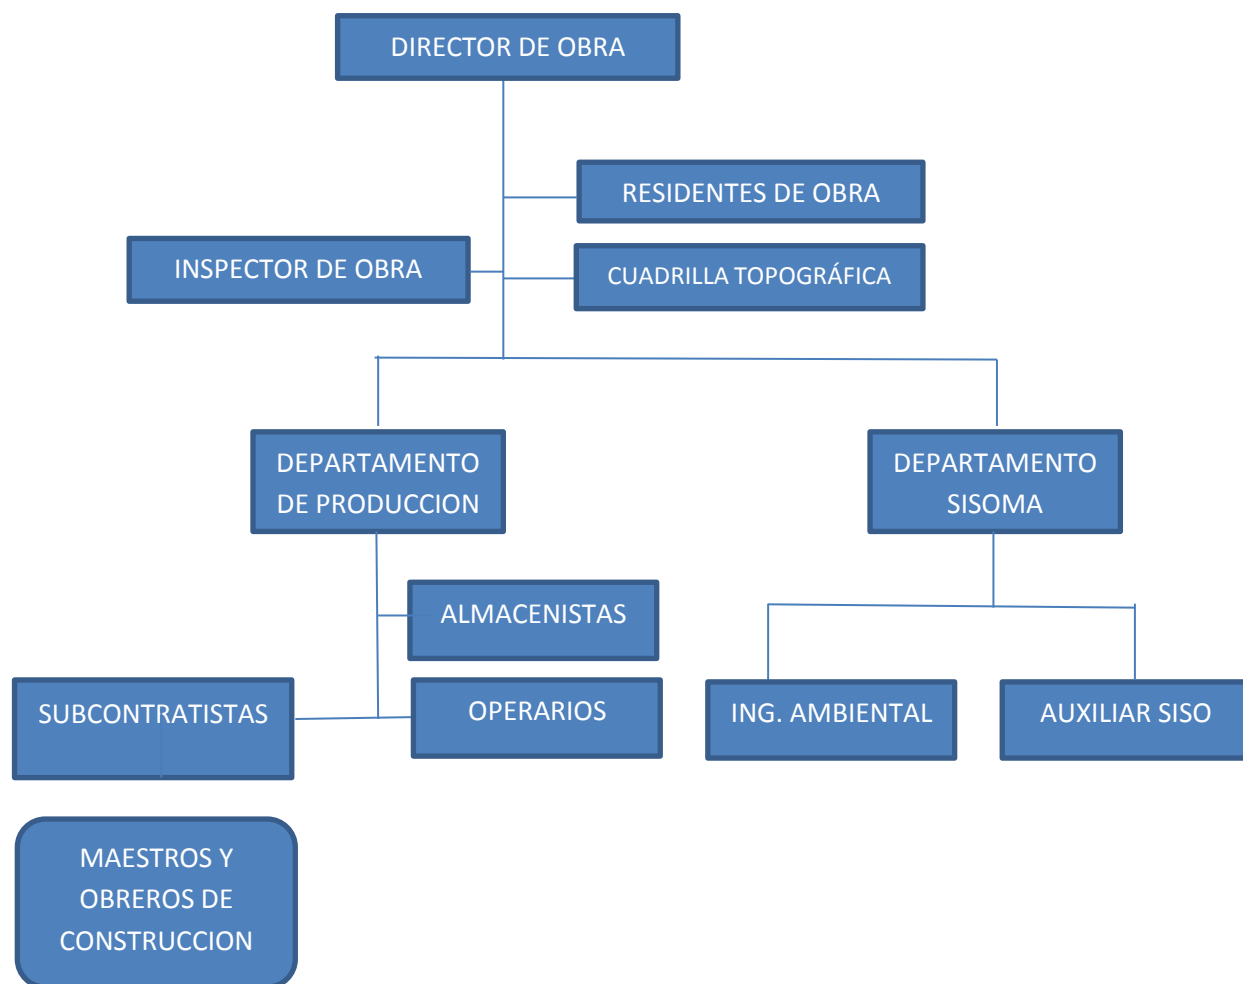 DIRECTOR DE OBRA
RESIDENTES DE OBRA
INSPECTOR DE OBRA
CUADRILLA TOPOGRÁFICA
DEPARTAMENTO
DE PRODUCCION
DEPARTAMENTO
SISOMA
ALMACENISTAS
SUBCONTRATISTAS
OPERARIOS
ING. AMBIENTAL
AUXILIAR SISO
MAESTROS Y
OBREROS DE
CONSTRUCCION